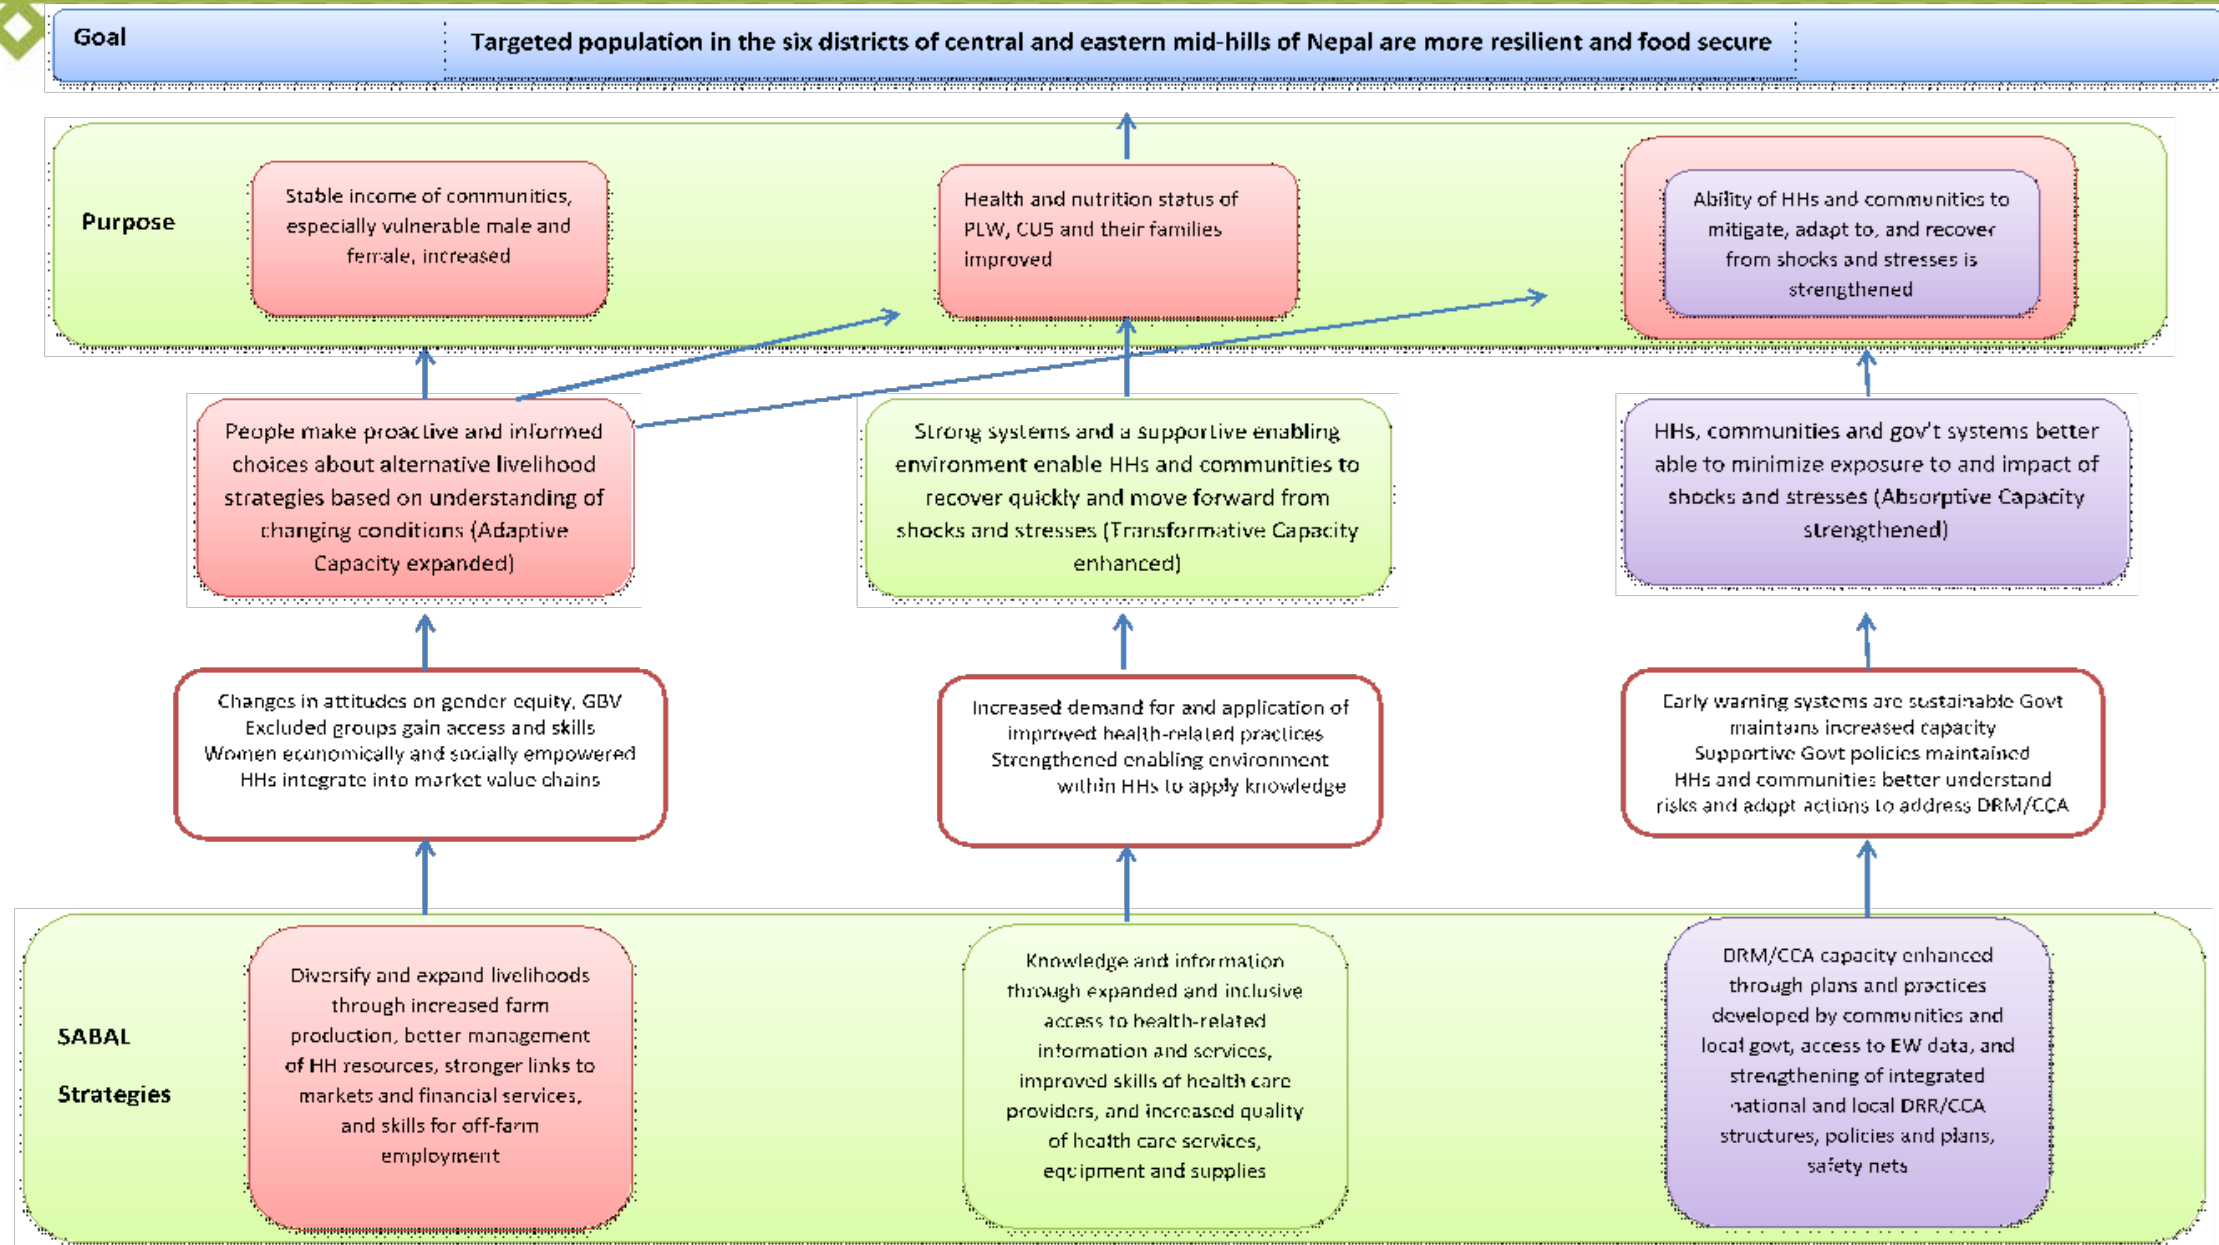 Goal
Targeted population in the six districts of central and eastern mid-hills of Nepal are more resilient and food secure
Purpose
Stable income of communities,
especially vulnerable male and
female, increased
Health and nutrition status of
PLW, CU5 and their families
improved
Ability of HHs and communities to
mitigate, adapt to, and recover
from shocks and stresses is
strengthened
People make proactive and informed
choices about alternative livelihood
strategies based on understanding of
changing conditions (Adaptive
Capacity expanded)
Strong systems and a supportive enabling
environment enable HHs and communities to
recover quickly and move forward from
shocks and stresses (Transformative Capacity
enhanced)
HHs, communities and gov't systems better
able to minimize exposure to and impact of
shocks and stresses (Absorptive Capacity
strengthened)
Changes in attitudes on gender equity, GBV
Excluded groups gain access and skills
Women economically and socially empowered
HHs integrate into market value chains
Increased demand for and application of
improved health-related practices
Strengthened enabling environment
within HHs to apply knowledge
Early warning systems are sustainable Govt
maintains increased capacity
Supportive Govt policies maintained
HHs and communities better understand
risks and adopt actions to address DRM/CCA
SABAL
Strategies
Diversify and expand livelihoods
through increased farm
production, better management
of HH resources, stronger links to
markets and financial services,
and skills for off-farm
employment
Knowledge and information
through expanded and inclusive
access to health-related
information and services,
improved skills of health care
providers, and increased quality
of health care services,
equipment and supplies
DRM/CCA capacity enhanced
through plans and practices
developed by communities and
local govt, access to EW data, and
strengthening of integrated
national and local DRR/CCA
structures, policies and plans,
safety nets